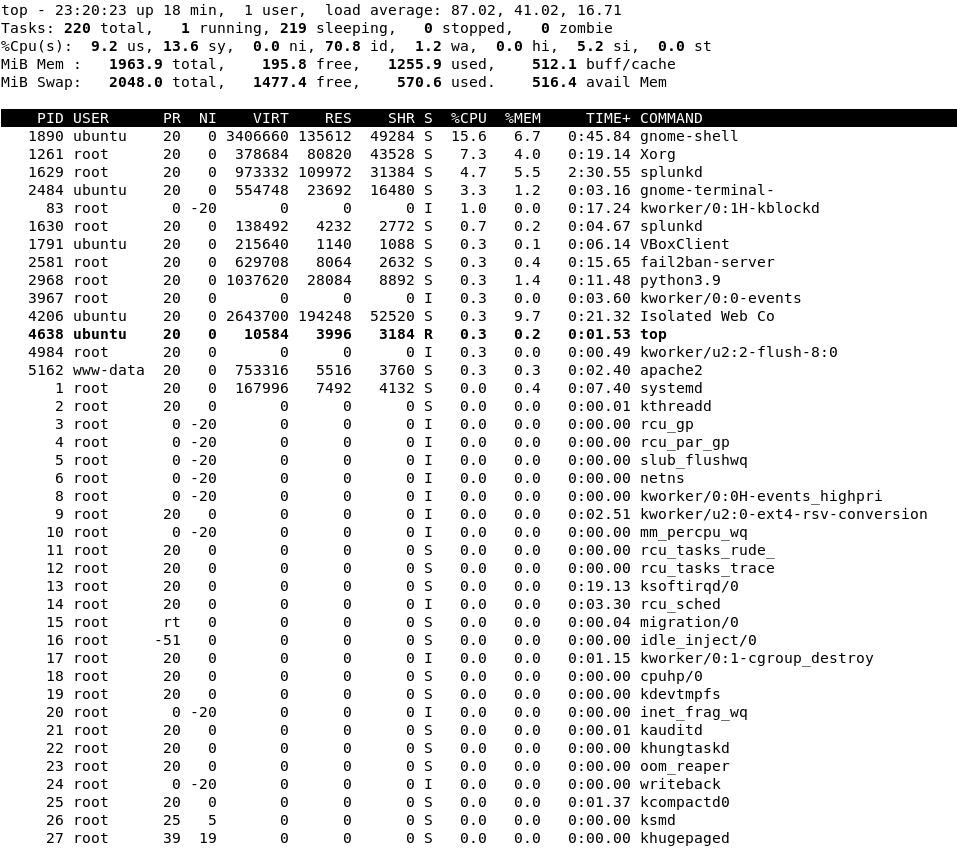 top - 23:20:23 up 18 min,  1 user,  load average: 87.02, 41.02, 16.71
Tasks: 220 total,   1 running, 219 sleeping,   0 stopped,   0 zombie
%Cpu(s):  9.2 us, 13.6 sy,  0.0 ni, 70.8 id,  1.2 wa,  0.0 hi,  5.2 si,  0.0 st
MiB Mem :   1963.9 total,    195.8 free,   1255.9 used,    512.1 buff/cache
MiB Swap:   2048.0 total,   1477.4 free,    570.6 used.    516.4 avail Mem
PID USER      PR  NI    VIRT    RES    SHR S  %CPU  %MEM     TIME+ COMMAND
1890 ubuntu    20   0 3406660 135612  49284 S  15.6   6.7   0:45.84 gnome-shell
1261 root      20   0  378684  80820  43528 S   7.3   4.0   0:19.14 Xorg
1629 root      20   0  973332 109972  31384 S   4.7   5.5   2:30.55 splunkd
2484 ubuntu    20   0  554748  23692  16480 S   3.3   1.2   0:03.16 gnome-terminal-
83 root       0 -20       0      0      0 I   1.0   0.0   0:17.24 kworker/0:1H-kblockd
1630 root      20   0  138492   4232   2772 S   0.7   0.2   0:04.67 splunkd
1791 ubuntu    20   0  215640   1140   1088 S   0.3   0.1   0:06.14 VBoxClient
2581 root      20   0  629708   8064   2632 S   0.3   0.4   0:15.65 fail2ban-server
2968 root      20   0 1037620  28084   8892 S   0.3   1.4   0:11.48 python3.9
3967 root      20   0       0      0      0 I   0.3   0.0   0:03.60 kworker/0:0-events
4206 ubuntu    20   0 2643700 194248  52520 S   0.3   9.7   0:21.32 Isolated Web Co
4638 ubuntu    20   0   10584   3996   3184 R   0.3   0.2   0:01.53 top
4984 root      20   0       0      0      0 I   0.3   0.0   0:00.49 kworker/u2:2-flush-8:0
5162 www-data  20   0  753316   5516   3760 S   0.3   0.3   0:02.40 apache2
1 root      20   0  167996   7492   4132 S   0.0   0.4   0:07.40 systemd
2 root      20   0       0      0      0 S   0.0   0.0   0:00.01 kthreadd
3 root       0 -20       0      0      0 I   0.0   0.0   0:00.00 rcu_gp
4 root       0 -20       0      0      0 I   0.0   0.0   0:00.00 rcu_par_gp
5 root       0 -20       0      0      0 I   0.0   0.0   0:00.00 slub_flushwq
6 root       0 -20       0      0      0 I   0.0   0.0   0:00.00 netns
8 root       0 -20       0      0      0 I   0.0   0.0   0:00.00 kworker/0:0H-events_highpri
9 root      20   0       0      0      0 I   0.0   0.0   0:02.51 kworker/u2:0-ext4-rsv-conversion
10 root       0 -20       0      0      0 I   0.0   0.0   0:00.00 mm_percpu_wq
11 root      20   0       0      0      0 S   0.0   0.0   0:00.00 rcu_tasks_rude_
12 root      20   0       0      0      0 S   0.0   0.0   0:00.00 rcu_tasks_trace
13 root      20   0       0      0      0 S   0.0   0.0   0:19.13 ksoftirqd/0
14 root      20   0       0      0      0 I   0.0   0.0   0:03.30 rcu_sched
15 root      rt   0       0      0      0 S   0.0   0.0   0:00.04 migration/0
16 root     -51   0       0      0      0 S   0.0   0.0   0:00.00 idle_inject/0
17 root      20   0       0      0      0 I   0.0   0.0   0:01.15 kworker/0:1-cgroup_destroy
18 root      20   0       0      0      0 S   0.0   0.0   0:00.00 cpuhp/0
19 root      20   0       0      0      0 S   0.0   0.0   0:00.00 kdevtmpfs
20 root       0 -20       0      0      0 I   0.0   0.0   0:00.00 inet_frag_wq
21 root      20   0       0      0      0 S   0.0   0.0   0:00.01 kauditd
22 root      20   0       0      0      0 S   0.0   0.0   0:00.00 khungtaskd
23 root      20   0       0      0      0 S   0.0   0.0   0:00.00 oom_reaper
24 root       0 -20       0      0      0 I   0.0   0.0   0:00.00 writeback
25 root      20   0       0      0      0 S   0.0   0.0   0:01.37 kcompactd0
26 root      25   5       0      0      0 S   0.0   0.0   0:00.00 ksmd
27 root      39  19       0      0      0 S   0.0   0.0   0:00.00 khugepaged